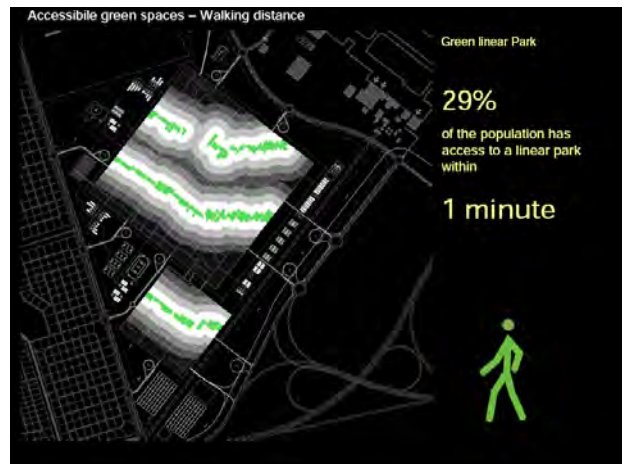 Accessibile green spaces – Walking distance
Green linear Park
29%
of the population has
access to a linear park
within
1 minute